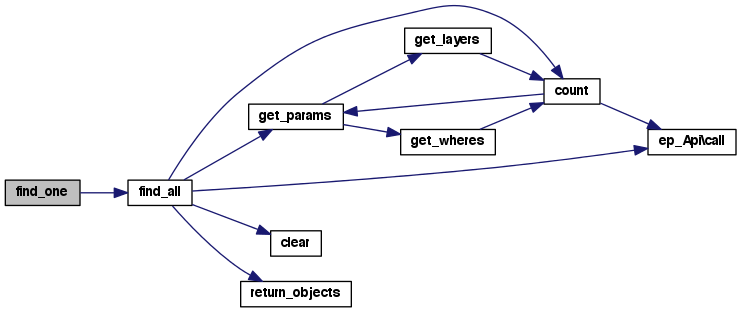 get_layers
count
get_params
get_wheres
ep_Api\call
find_one
find_all
clear
return_objects